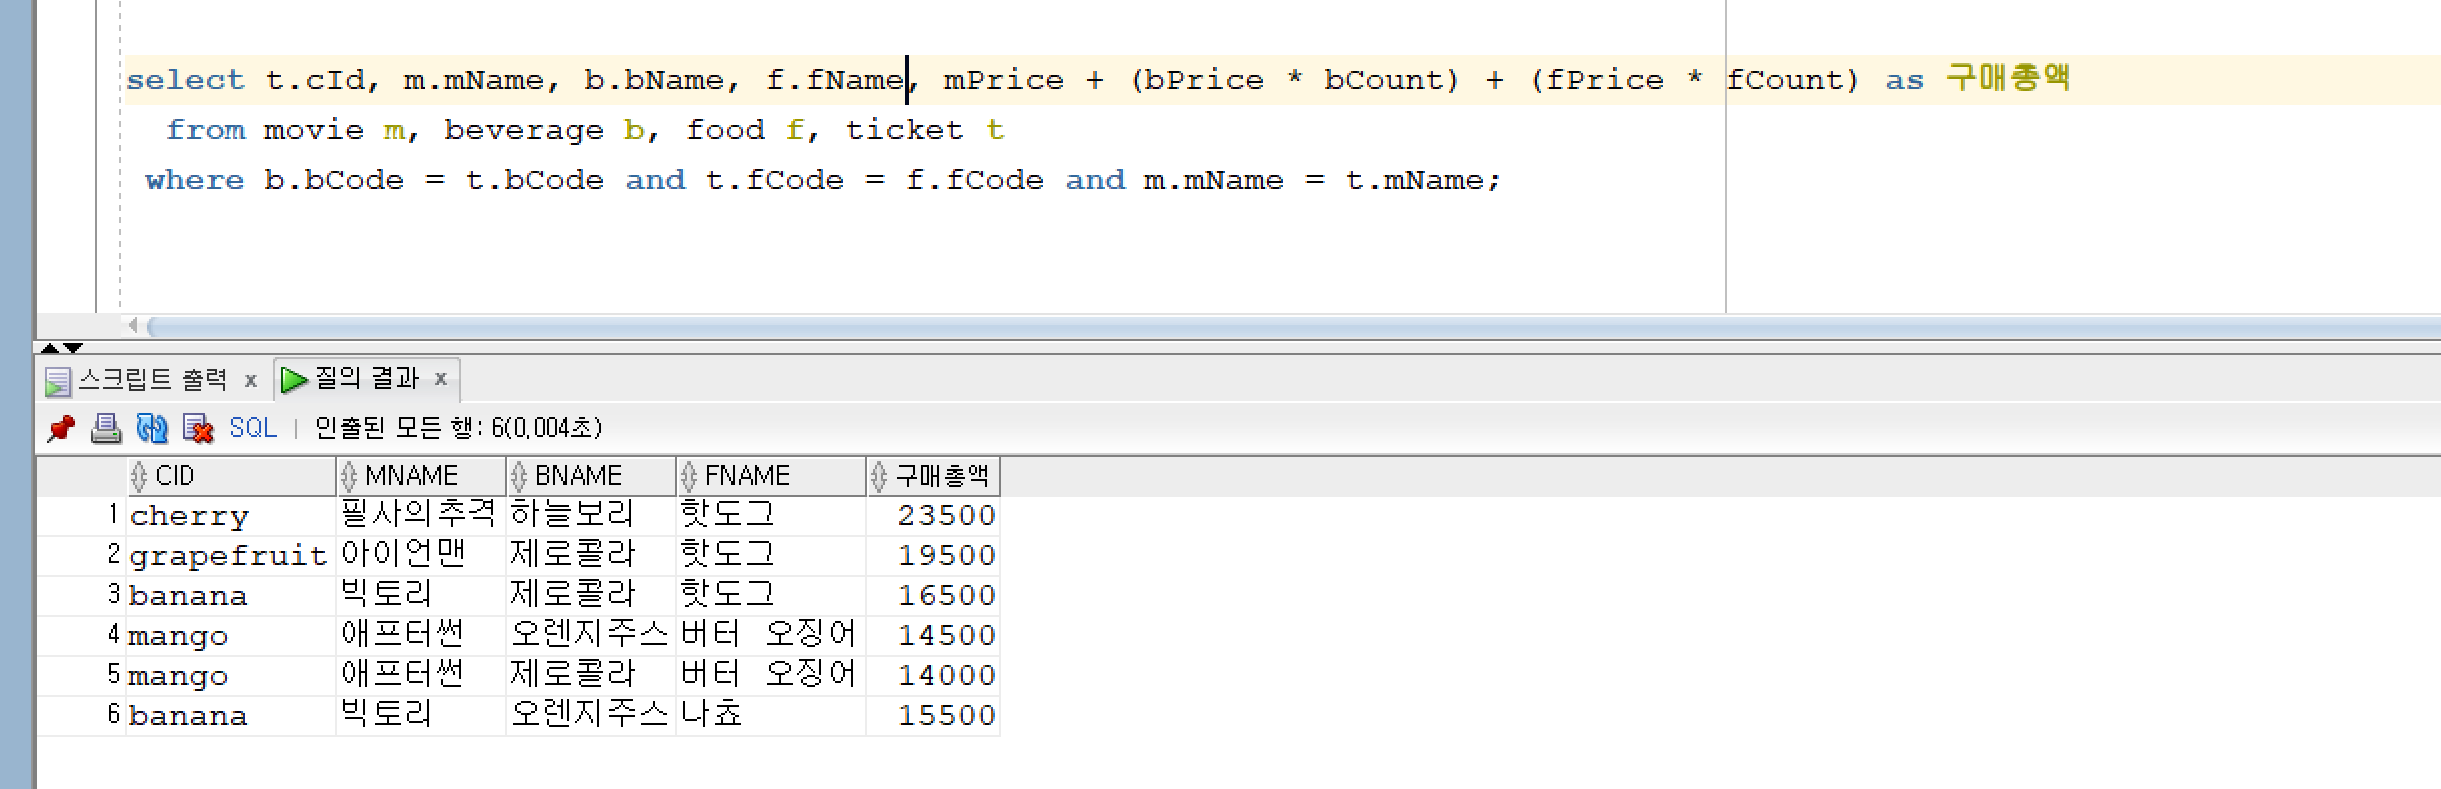 select t.cId, m.mName, b.bName, f.fName, mPrice + (bPrice * bCount) + (fPrice * fCount) as 구매총액
from movie m, beverage b, food f, ticket t
where b.bCode = t.bCode and t.fCode = f.fCode and m.mName = t.mName;
스크립트 출력 x 질의 결과 x
SQL | 인출된 모든 행: 6(0,004초)
CID MNAME BNAME FNAME 구매총액
1 cherry 필사의추격 하늘보리 핫도그 23500
2 grapefruit 아이언맨 제로콜라 핫도그 19500
3 banana 빅토리 제로콜라 핫도그 16500
4 mango 애프터썬 오렌지주스 버터 오징어 14500
5 mango 애프터썬 제로콜라 버터 오징어 14000
6 banana 빅토리 오렌지주스 나쵸 15500